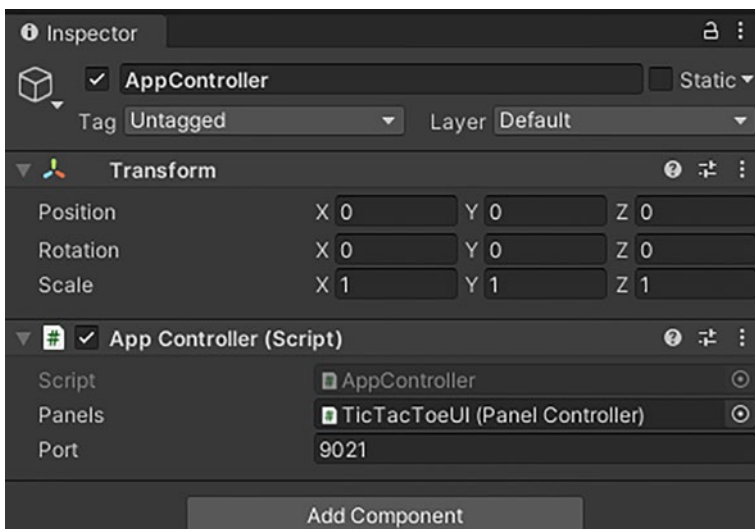 Inspector
AppController Static
Tag Untagged Layer Default
Transform
Position X 0 Y 0 Z 0
Rotation X 0 Y 0 Z 0
Scale X 1 Y 1 Z 1
# App Controller (Script)
Script # AppController
Panels # TicTacToeUI (Panel Controller)
Port 9021
Add Component